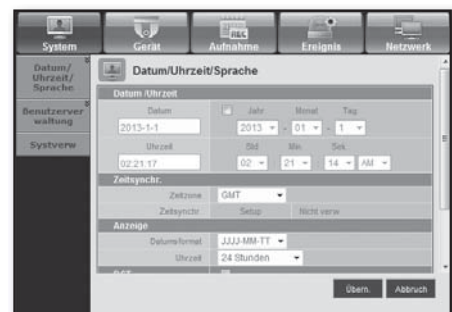 System Gerät Aufnahme Ereignis Netzwerk
Datum/
Uhrzeit/
Sprache
Benutzerver
waltung
Systverw
Datum/Uhrzeit/Sprache
Datum /Uhrzeit
Datum Jahr Monat Tag
2013-1-1 2013 - 01 - 1
Uhrzeit Std Min. Sek.
02:21:17 02 : 21 : 14 AM
Zeitsynchr.
Zeitzone GMT
Zeitsynchr. Setup Nicht verw
Anzeige
Datumsformat JJJJ-MM-TT
Uhrzeit 24 Stunden
Übern. Abbruch